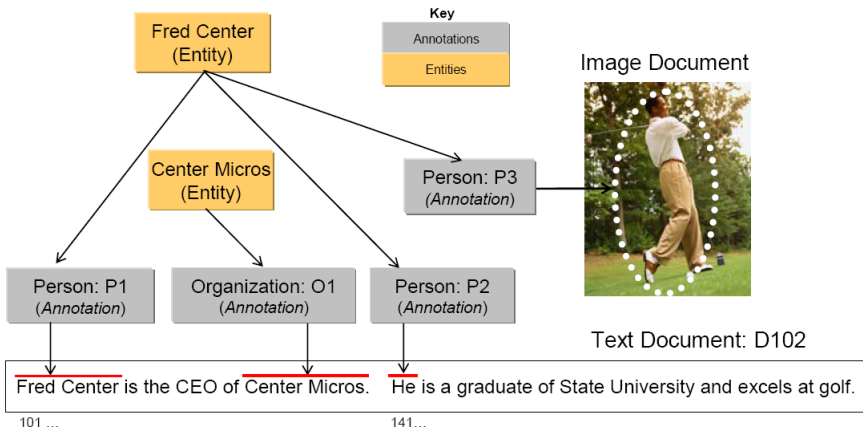 Fred Center
(Entity)
Key
Annotations
Entities
Image Document
Center Micros
(Entity)
Person: P3
(Annotation)
Person: P1
(Annotation)
Organization: O1
(Annotation)
Person: P2
(Annotation)
Text Document: D102
Fred Center is the CEO of Center Micros. He is a graduate of State University and excels at golf.
101 ...
141...